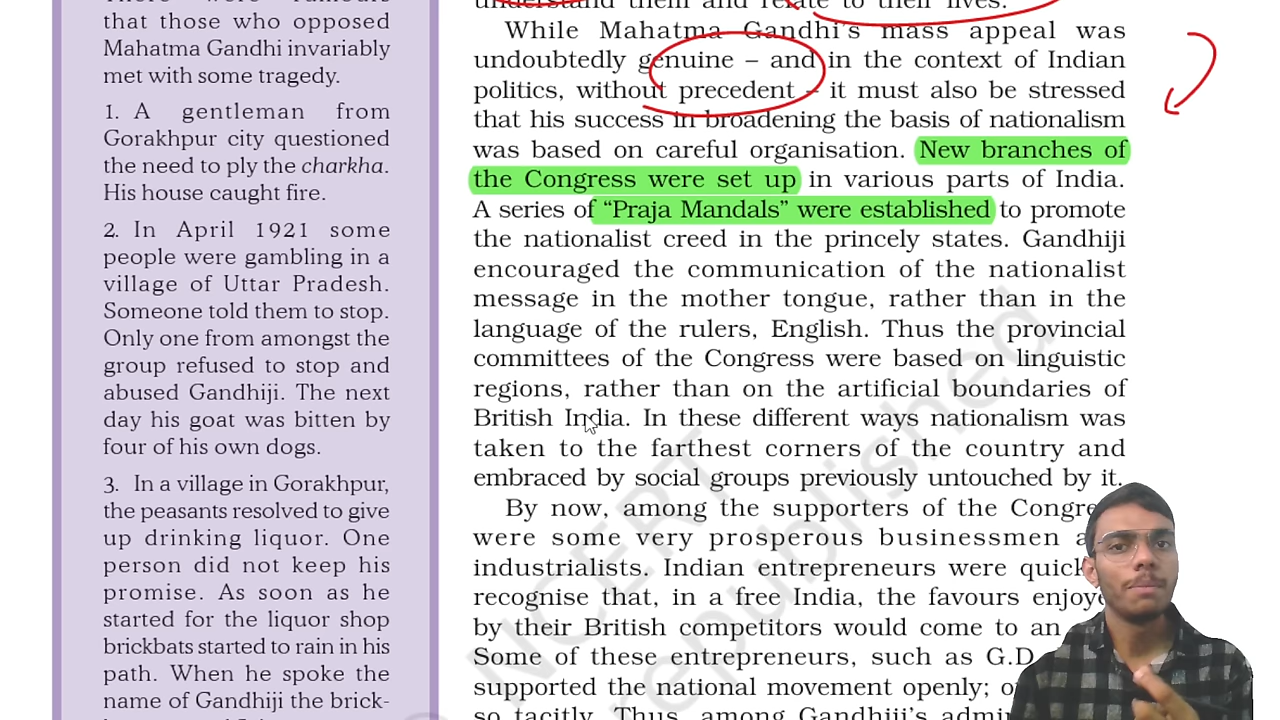 that those who opposed
Mahatma Gandhi invariably
met with some tragedy.
1. A gentleman from
Gorakhpur city questioned
the need to ply the charkha.
His house caught fire.
2. In April 1921 some
people were gambling in a
village of Uttar Pradesh.
Someone told them to stop.
Only one from amongst the
group refused to stop and
abused Gandhiji. The next
day his goat was bitten by
four of his own dogs.
3. In a village in Gorakhpur,
the peasants resolved to give
up drinking liquor. One
person did not keep his
promise. As soon as he
started for the liquor shop
brickbats started to rain in his
path. When he spoke the
name of Gandhiji the brick-
understand them and relate to their lives.
While Mahatma Gandhi's mass appeal was
undoubtedly genuine – and in the context of Indian
politics, without precedent – it must also be stressed
that his success in broadening the basis of nationalism
was based on careful organisation. New branches of
the Congress were set up in various parts of India.
A series of “Praja Mandals” were established to promote
the nationalist creed in the princely states. Gandhiji
encouraged the communication of the nationalist
message in the mother tongue, rather than in the
language of the rulers, English. Thus the provincial
committees of the Congress were based on linguistic
regions, rather than on the artificial boundaries of
British India. In these different ways nationalism was
taken to the farthest corners of the country and
embraced by social groups previously untouched by it.
By now, among the supporters of the
were some very prosperous businessmen
industrialists. Indian entrepreneurs were
recognise that, in a free India, the favours
by their British competitors would come to an
Some of these entrepreneurs, such as G.D.
supported the national movement openly;
so tacitly. Thus, among Gandhiji's
NCERT
republished